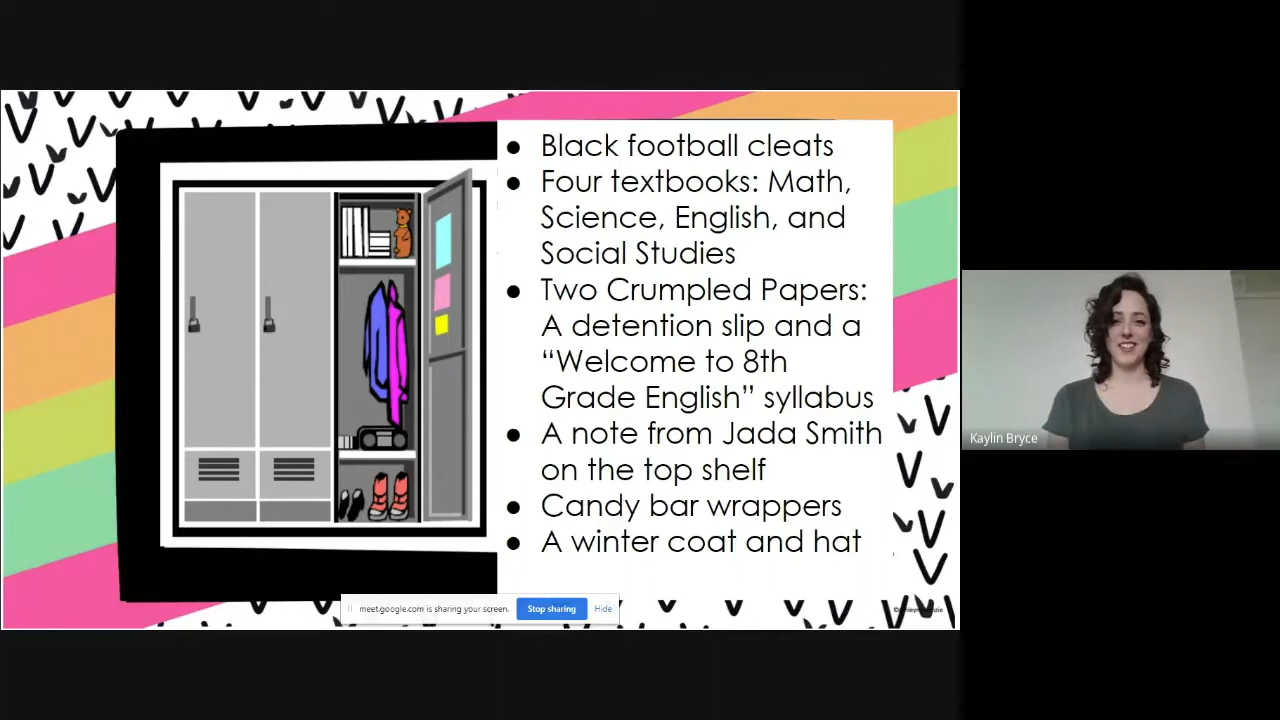 ● Black football cleats
● Four textbooks: Math,
Science, English, and
Social Studies
● Two Crumpled Papers:
A detention slip and a
“Welcome to 8th
Grade English” syllabus
● A note from Jada Smith
on the top shelf
● Candy bar wrappers
● A winter coat and hat
Kaylin Bryce
meet.google.com is sharing your screen.
Stop sharing
Hide